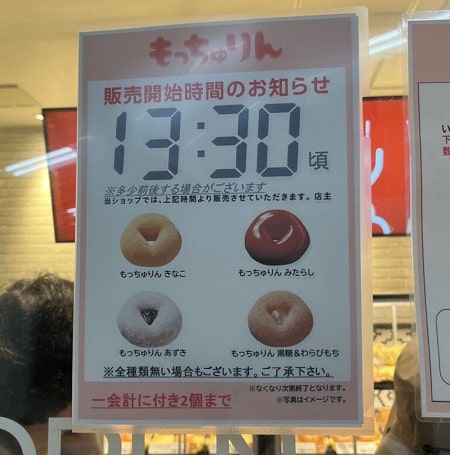 もっちゅりん
販売開始時間のお知らせ
13:30頃
※多少前後する場合がございます
当ショップでは、上記時間より販売させていただきます。店主
もっちゅりん きなこ
もっちゅりん みたらし
もっちゅりん あずき
もっちゅりん 黒糖&わらびもち
※全種類無い場合もございます。ご了承下さい。
※なくなり次第終了となります。
※写真はイメージです。
一会計に付き2個まで
い
下
数